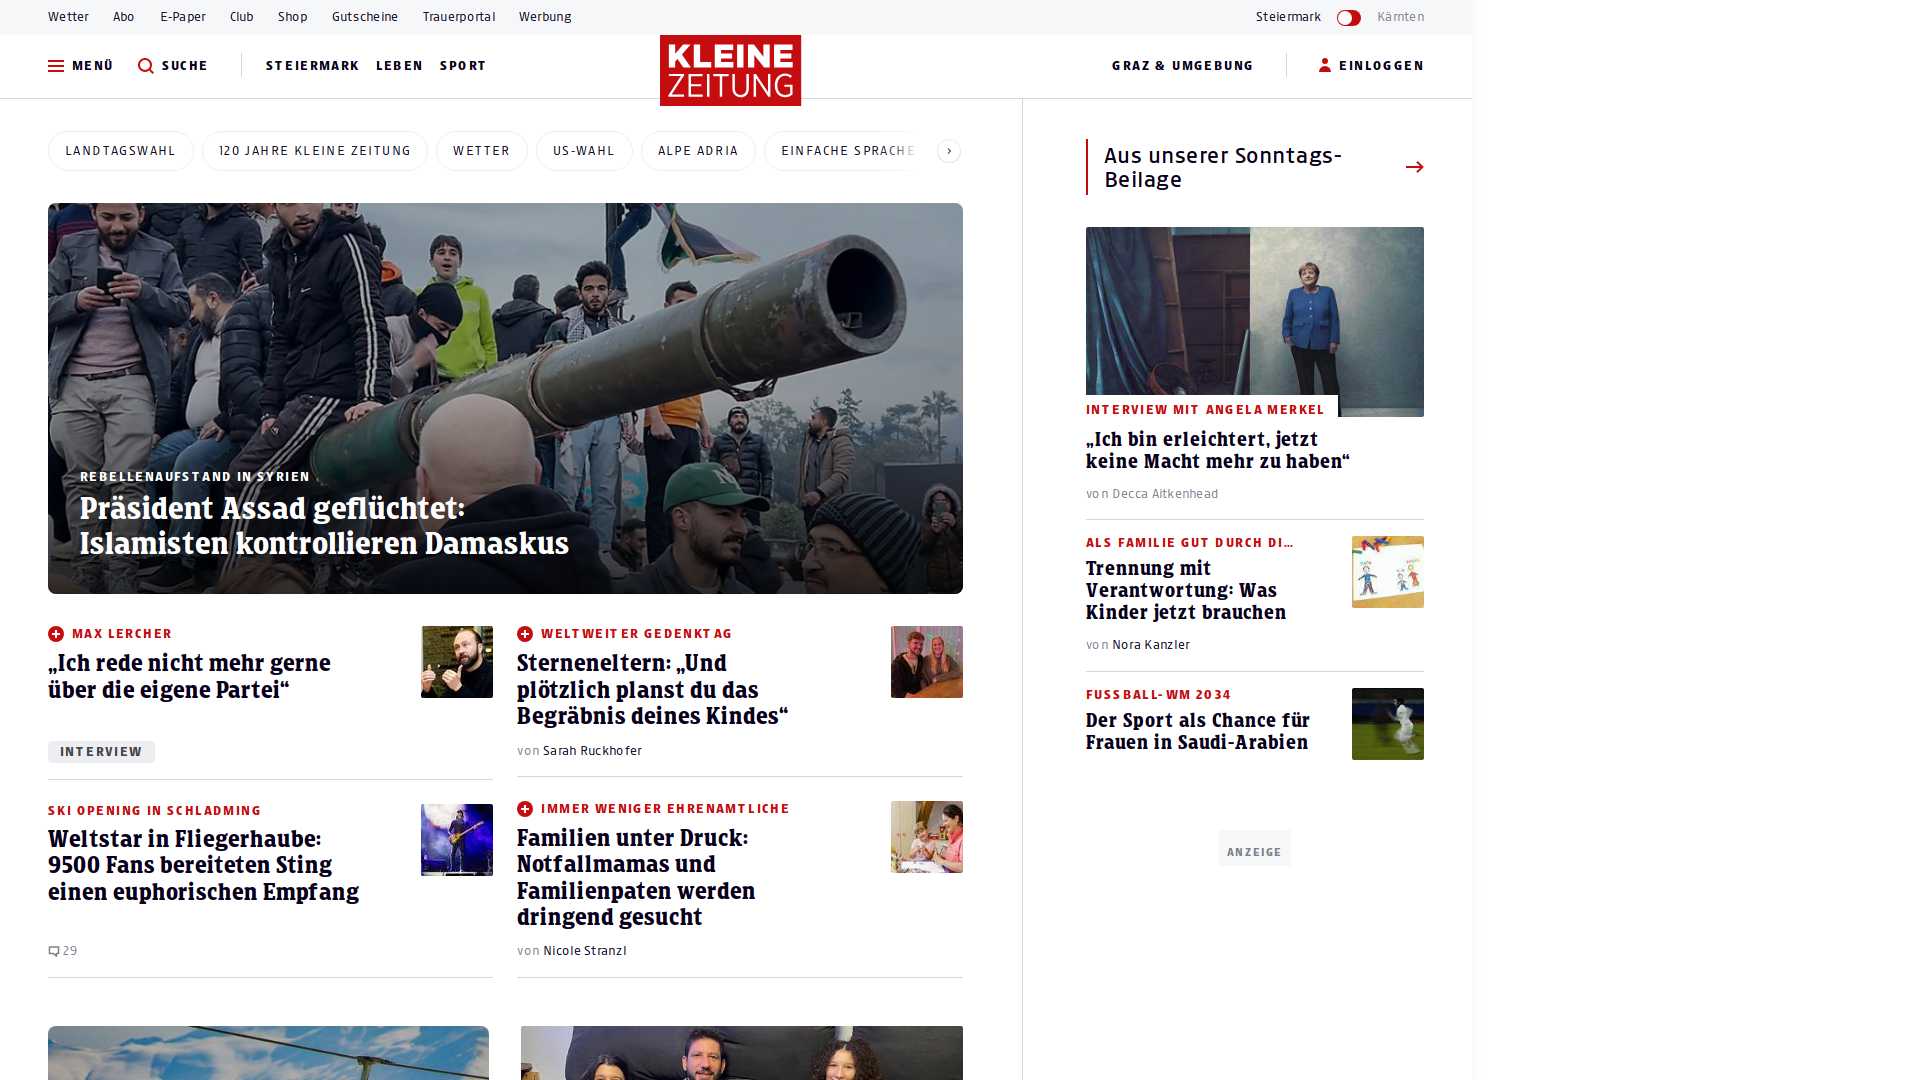 Wetter Abo E-Paper Club Shop Gutscheine Trauerportal Werbung Steiermark Kärnten
MENÜ SUCHE STEIERMARK LEBEN SPORT KLEINE ZEITUNG GRAZ & UMGEBUNG EINLOGGEN
LANDTAGSWAHL 120 JAHRE KLEINE ZEITUNG WETTER US-WAHL ALPE ADRIA EINFACHE SPRACHE
REBELLENAUFSTAND IN SYRIEN
Präsident Assad geflüchtet:
Islamisten kontrollieren Damaskus
MAX LERCHER
„Ich rede nicht mehr gerne
über die eigene Partei“
INTERVIEW
WELTWEITER GEDENKTAG
Sterneneltern: „Und
plötzlich planst du das
Begräbnis deines Kindes“
von Sarah Ruckhofer
SKI OPENING IN SCHLADMING
Weltstar in Fliegerhaube:
9500 Fans bereiteten Sting
einen euphorischen Empfang
29
IMMER WENIGER EHRENAMTLICHE
Familien unter Druck:
Notfallmamas und
Familienpaten werden
dringend gesucht
von Nicole Stranzl
Aus unserer Sonntags-
Beilage
INTERVIEW MIT ANGELA MERKEL
„Ich bin erleichtert, jetzt
keine Macht mehr zu haben“
von Decca Aitkenhead
ALS FAMILIE GUT DURCH DI...
Trennung mit
Verantwortung: Was
Kinder jetzt brauchen
von Nora Kanzler
FUSSBALL-WM 2034
Der Sport als Chance für
Frauen in Saudi-Arabien
ANZEIGE